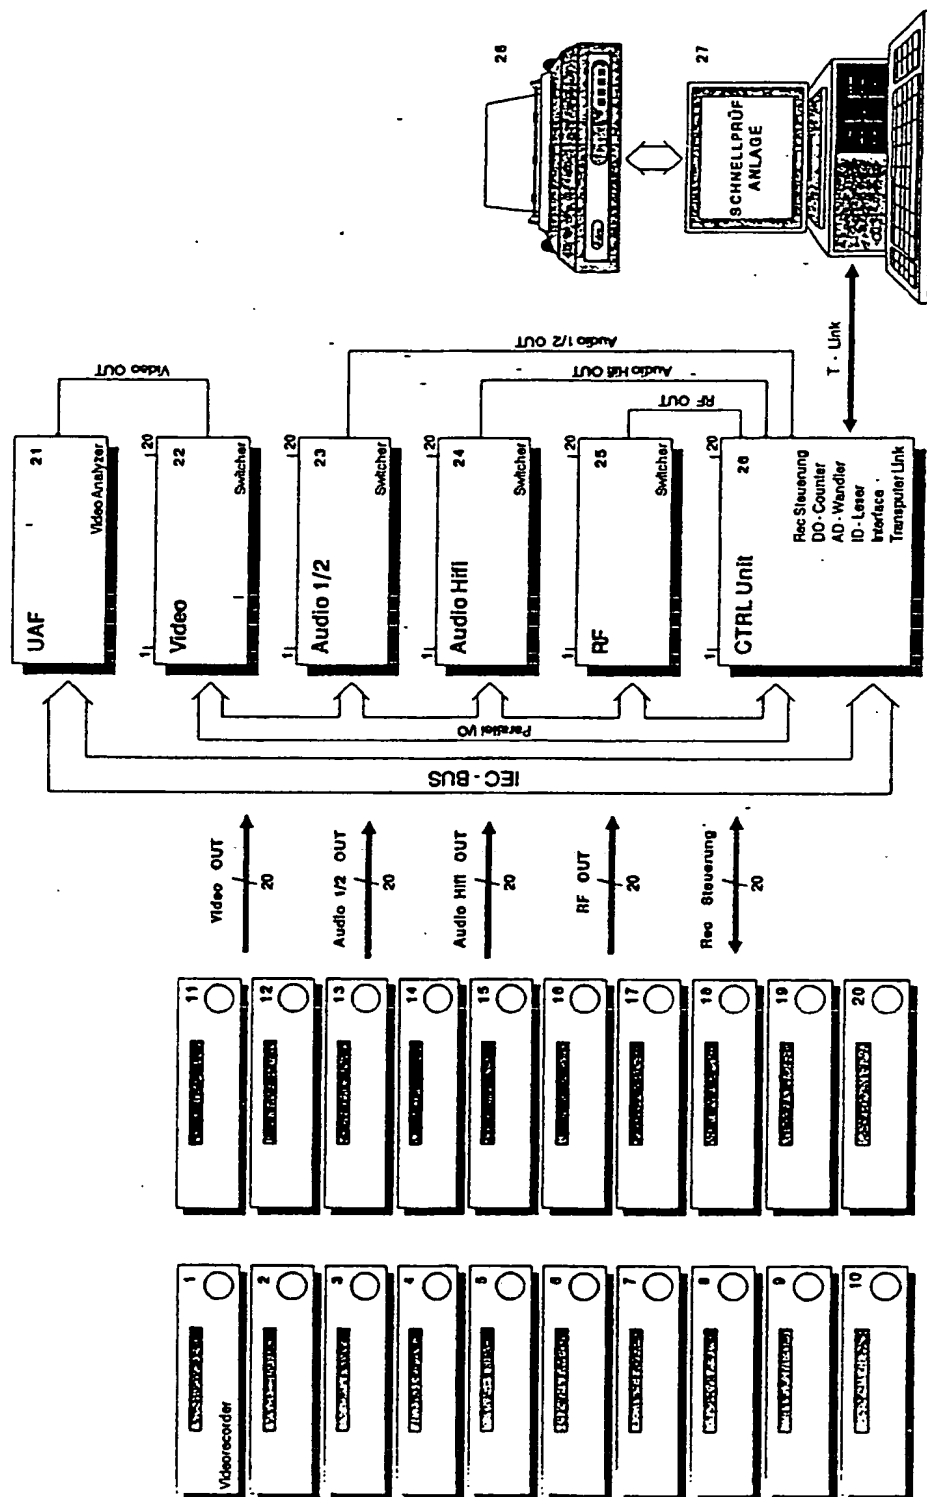 Videorecorder
1
2
3
4
5
6
7
8
9
10
11
12
13
14
15
16
17
18
19
20
Video OUT
20
Audio 1/2 OUT
20
Audio Hifi OUT
20
RF OUT
20
Rec Steuerung
20
IEC - BUS
Parallel I/O
UAF
21
Video Analyzer
1
20
Video
22
Switcher
1
20
Audio 1/2
23
Switcher
1
20
Audio Hifi
24
Switcher
1
20
RF
25
Switcher
1
20
CTRL Unit
26
Rec Steuerung
DO - Counter
AD - Wandler
ID - Leser
Interface
Transputer Link
Video OUT
Audio 1/2 OUT
Audio Hifi OUT
RF OUT
T - Link
28
27
SCHNELLPRÜF
ANLAGE